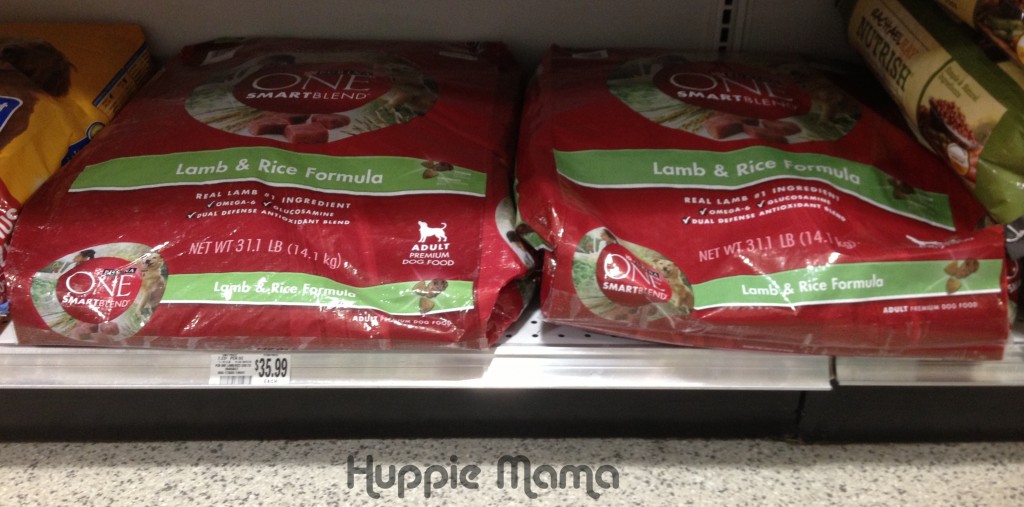 ONE
SMARTBLEND
Lamb & Rice Formula
REAL LAMB #1 INGREDIENT
✓OMEGA-6 ✓GLUCOSAMINE
✓DUAL DEFENSE ANTIOXIDANT BLEND
NET WT 31.1 LB (14.1 kg)
ADULT
PREMIUM
DOG FOOD
ONE
SMARTBLEND
Lamb & Rice Formula
ADULT PREMIUM DOG FOOD
ONE
SMARTBLEND
Lamb & Rice Formula
REAL LAMB #1 INGREDIENT
✓OMEGA-6 ✓GLUCOSAMINE
✓DUAL DEFENSE ANTIOXIDANT BLEND
NET WT 31.1 LB (14.1 kg)
ONE
SMARTBLEND
Lamb & Rice Formula
ADULT PREMIUM DOG FOOD
NUTRISH
$35.99
Huppie Mama